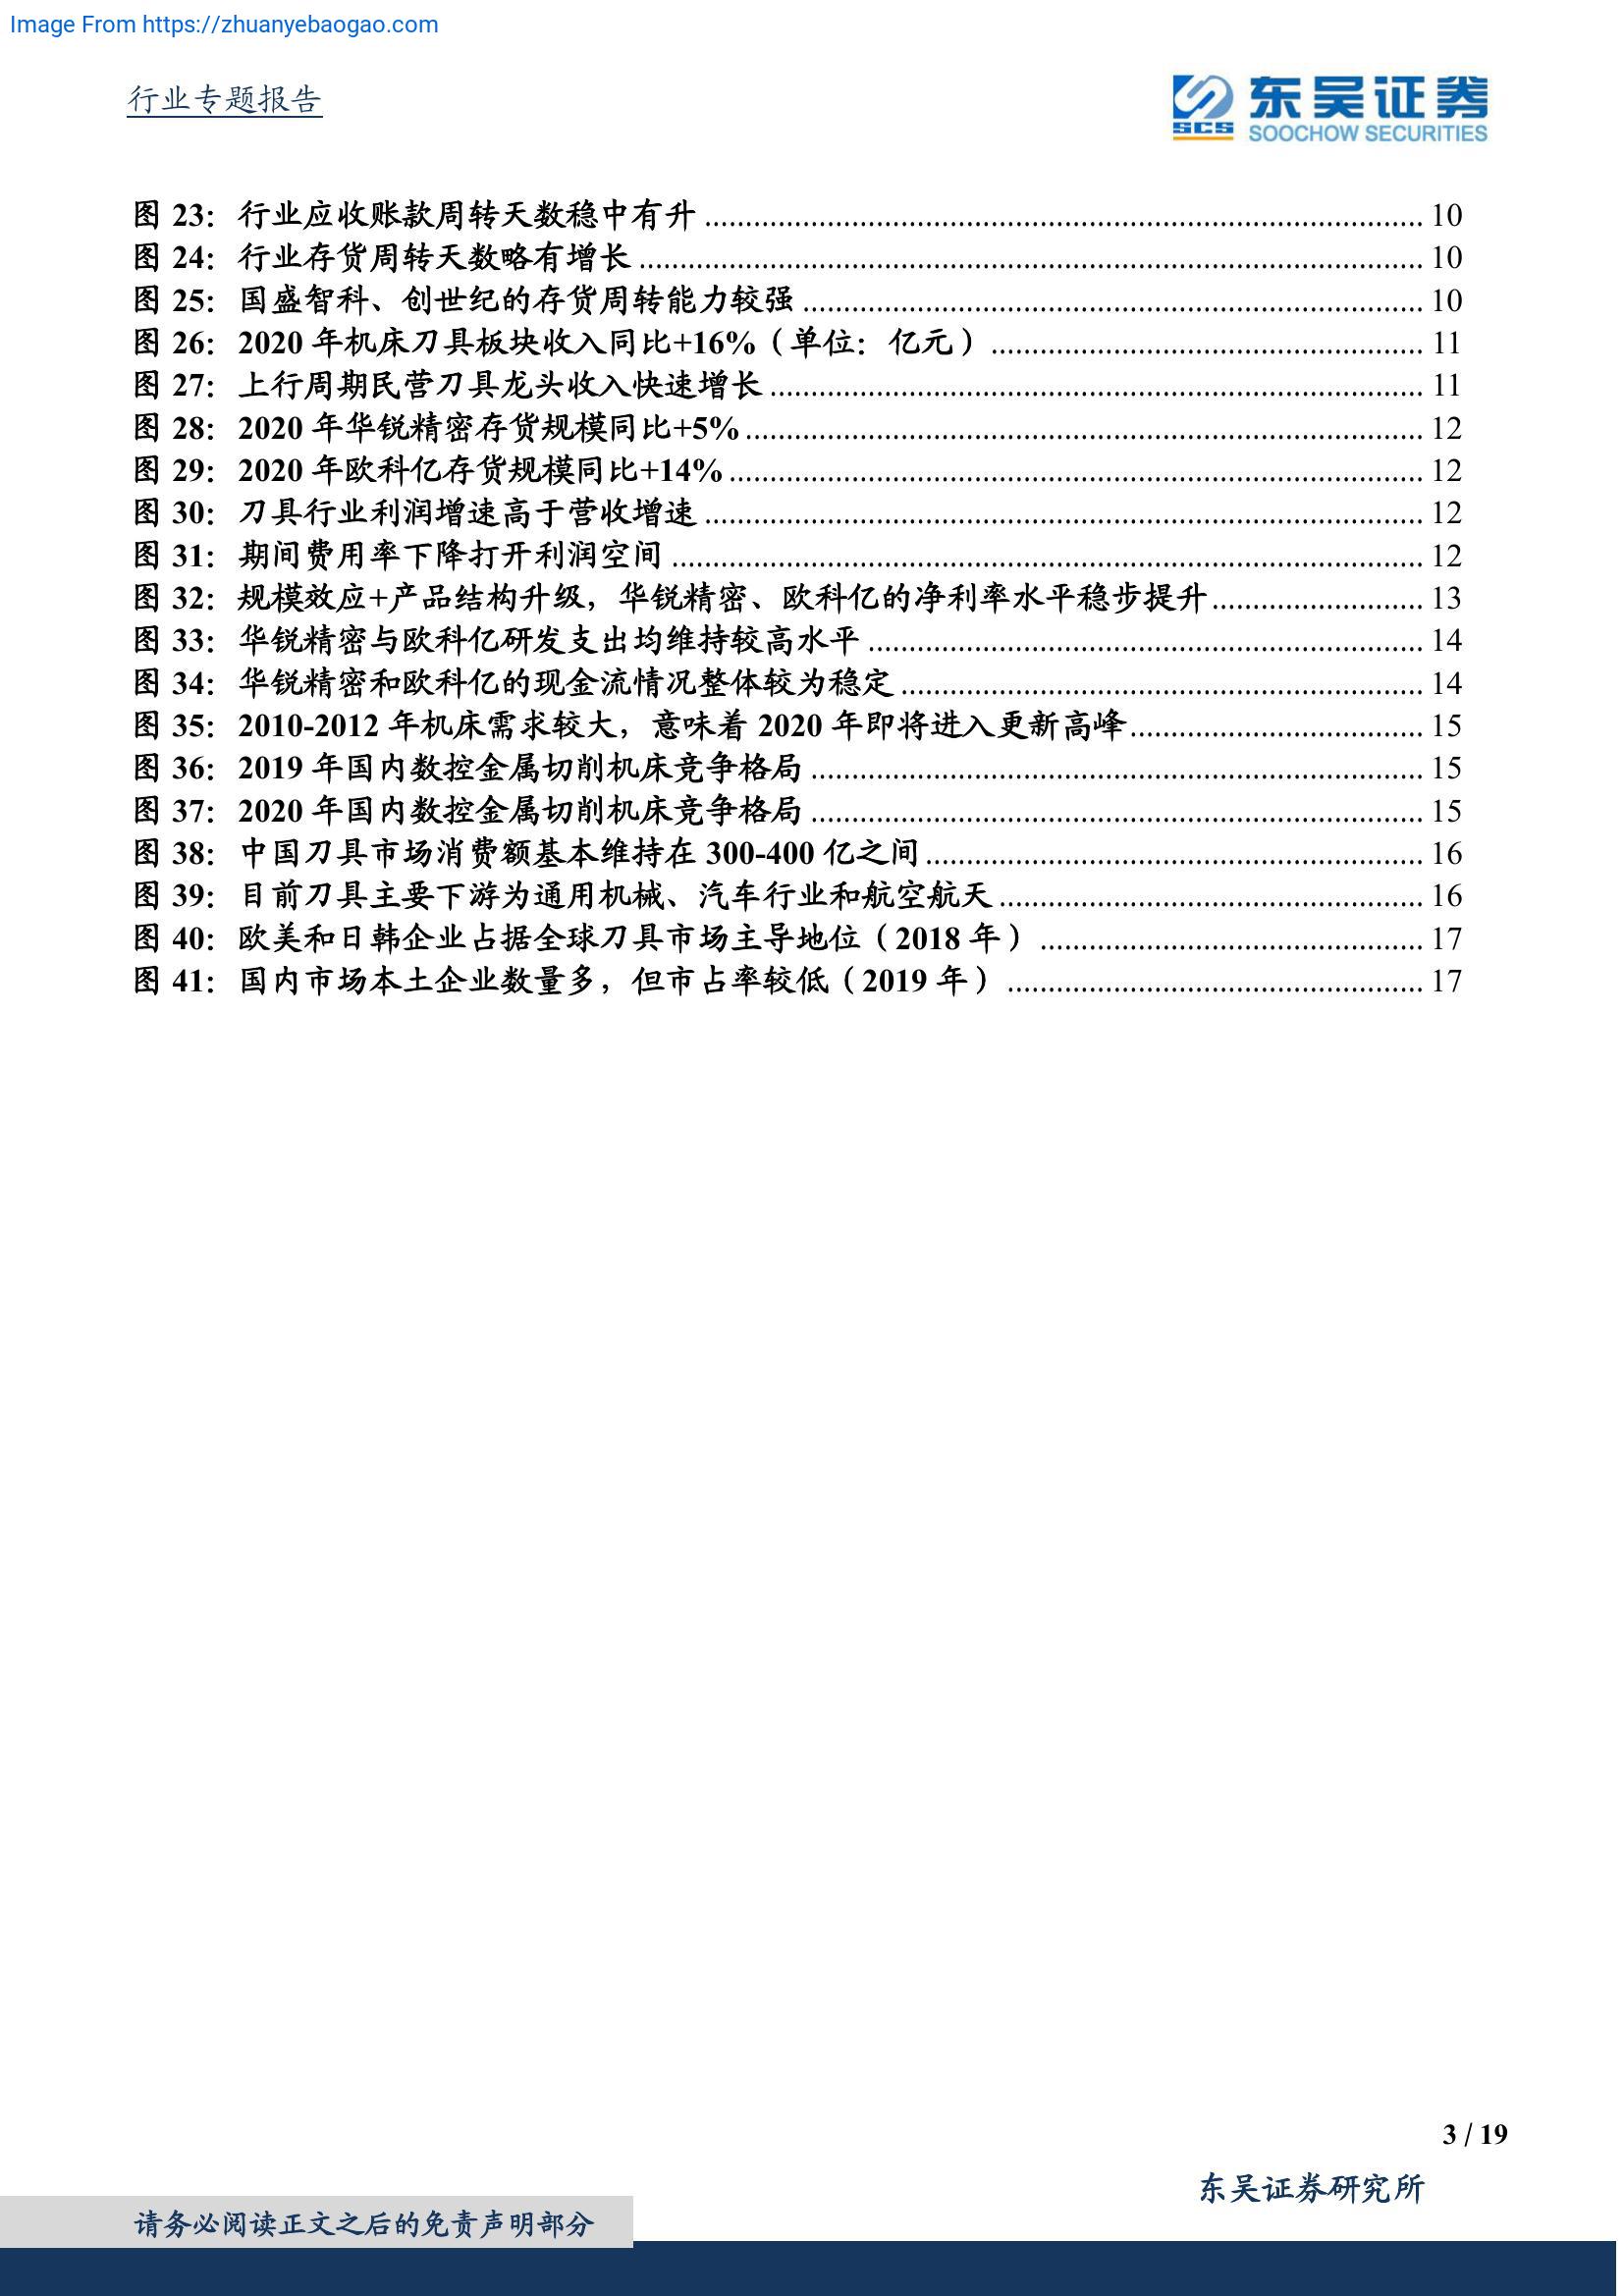 Image From https://zhuanyebaogao.com
行业专题报告
东吴证券
SCS
SOOCHOW SECURITIES
图 23：行业应收账款周转天数稳中有升 10
图 24：行业存货周转天数略有增长 10
图 25：国盛智科、创世纪的存货周转能力较强 10
图 26：2020 年机床刀具板块收入同比+16%（单位：亿元） 11
图 27：上行周期民营刀具龙头收入快速增长 11
图 28：2020 年华锐精密存货规模同比+5% 12
图 29：2020 年欧科亿存货规模同比+14% 12
图 30：刀具行业利润增速高于营收增速 12
图 31：期间费用率下降打开利润空间 12
图 32：规模效应+产品结构升级，华锐精密、欧科亿的净利率水平稳步提升 13
图 33：华锐精密与欧科亿研发支出均维持较高水平 14
图 34：华锐精密和欧科亿的现金流情况整体较为稳定 14
图 35：2010-2012 年机床需求较大，意味着 2020 年即将进入更新高峰 15
图 36：2019 年国内数控金属切削机床竞争格局 15
图 37：2020 年国内数控金属切削机床竞争格局 15
图 38：中国刀具市场消费额基本维持在 300-400 亿之间 16
图 39：目前刀具主要下游为通用机械、汽车行业和航空航天 16
图 40：欧美和日韩企业占据全球刀具市场主导地位（2018 年） 17
图 41：国内市场本土企业数量多，但市占率较低（2019 年） 17
3 / 19
东吴证券研究所
请务必阅读正文之后的免责声明部分